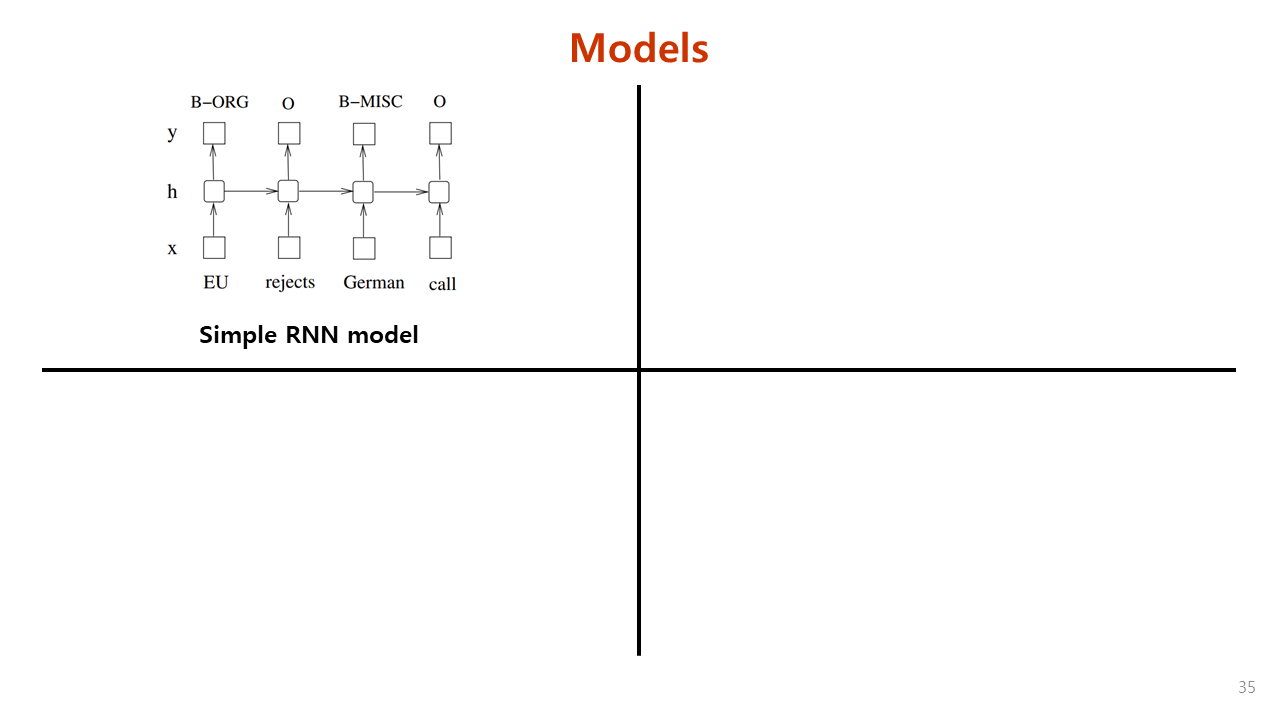 Models
B–ORG O B–MISC O
y
h
x
EU rejects German call
Simple RNN model
35